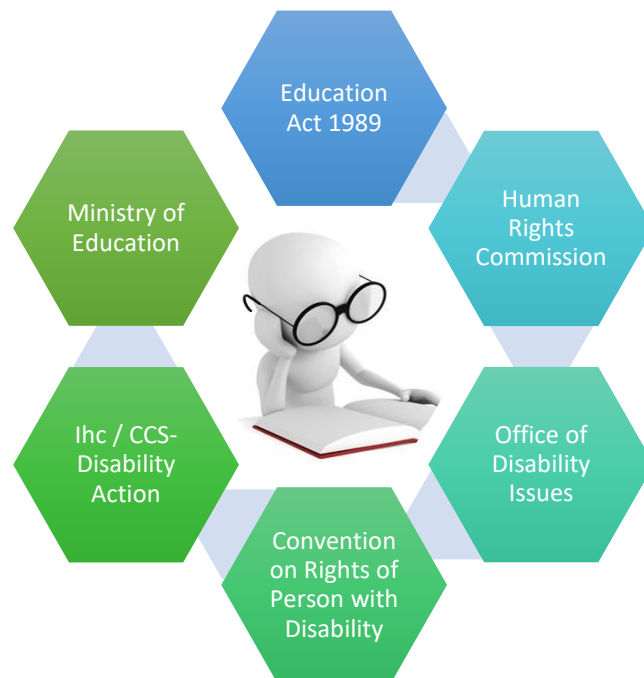 Education
Act 1989
Human
Rights
Commission
Office of
Disability
Issues
Convention
on Rights of
Person with
Disability
Ihc / CCS-
Disability
Action
Ministry of
Education